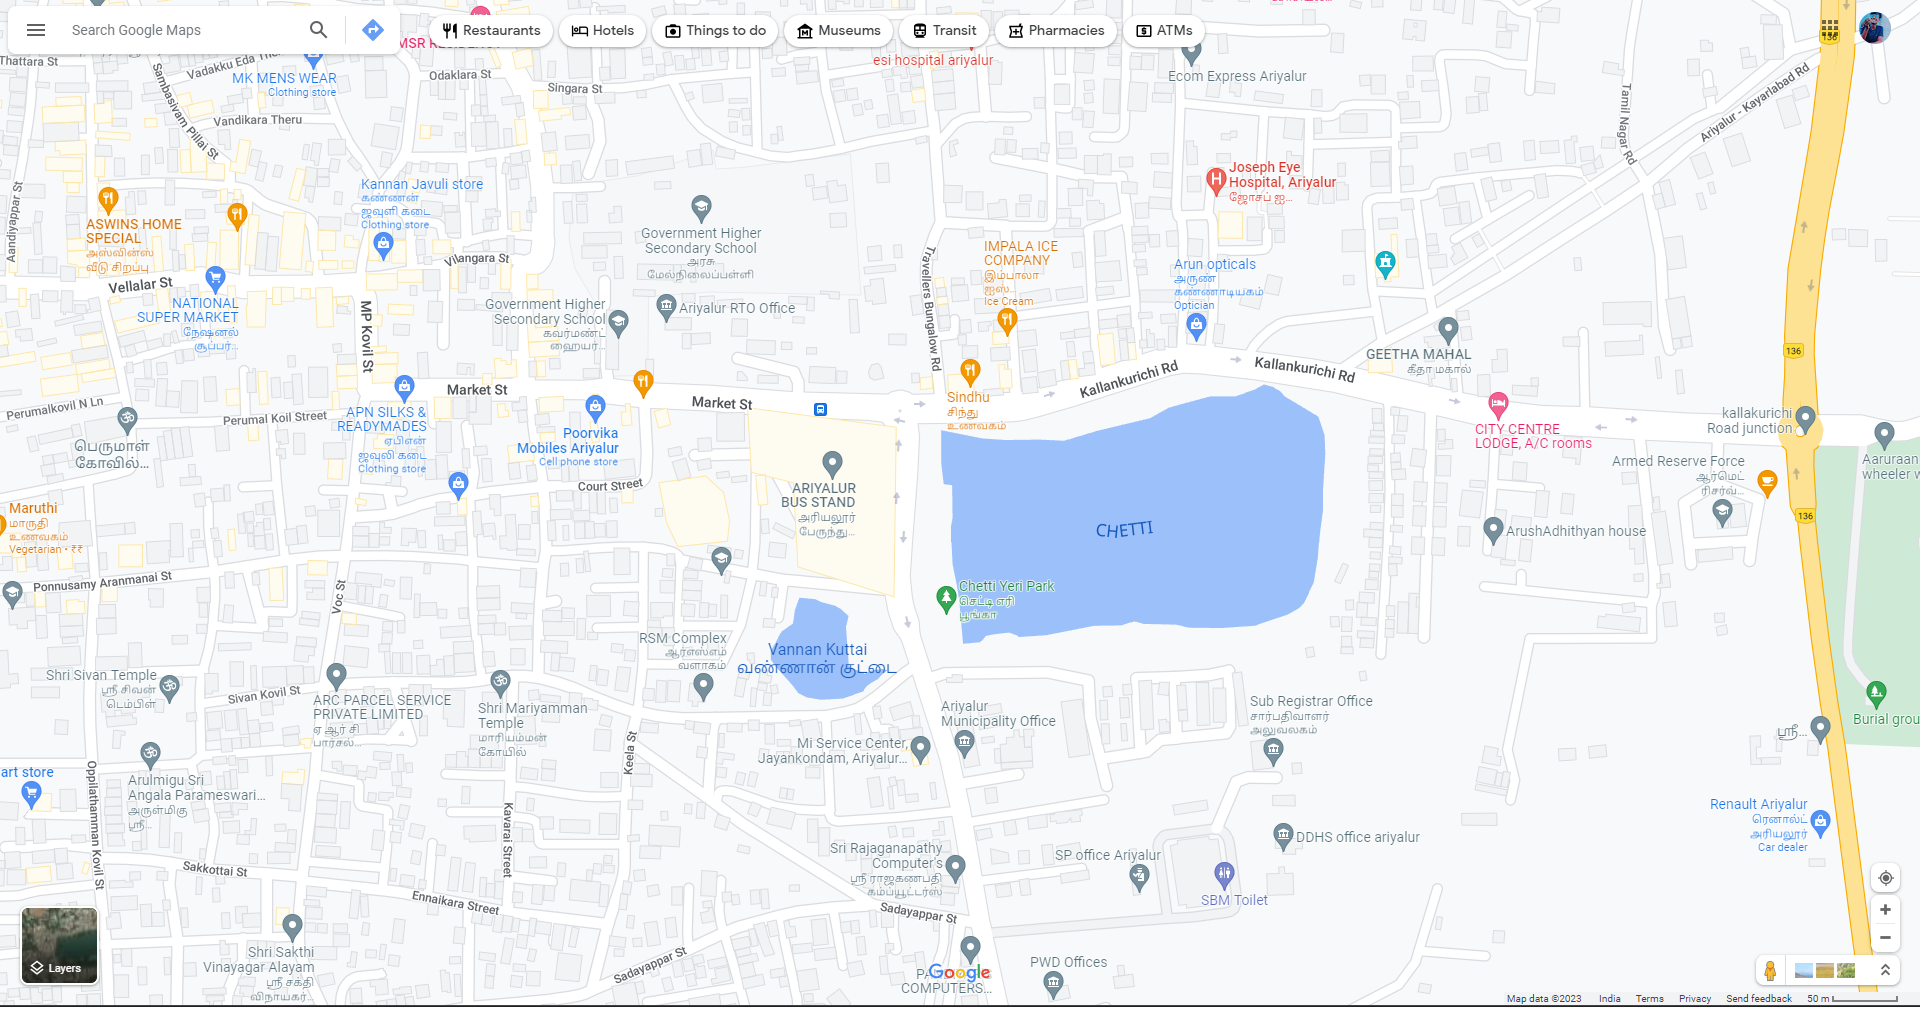 Search Google Maps
Restaurants
Hotels
Things to do
Museums
Transit
Pharmacies
ATMs
136
Thattara St
Vadakku Eda Theru
MK MENS WEAR
Clothing store
Odaklara St
Singara St
esi hospital ariyalur
Ecom Express Ariyalur
Ariyalur - Kayarlabad Rd
Tamil Nagar Rd
Sambasivam Pillai St
Vandikara Theru
Aandiyappar St
Kannan Javuli store
கண்ணன்
ஜவுளி கடை
Clothing store
Joseph Eye
Hospital, Ariyalur
ஜோசப் ஐ...
ASWINS HOME
SPECIAL
அஸ்வின்ஸ்
வீடு சிறப்பு
Government Higher
Secondary School
அரசு
மேல்நிலைப்பள்ளி
IMPALA ICE
COMPANY
இம்பாலா
ஐஸ்...
Ice Cream
Vilangara St
Travellers Bungalow Rd
Arun opticals
அருண்
கண்ணாடியகம்
Optician
Vellalar St
NATIONAL
SUPER MARKET
நேஷனல்
சூப்பர்...
MP Kovil St
Government Higher
Secondary School
கவர்மண்ட்
ஹையர்...
Ariyalur RTO Office
GEETHA MAHAL
கீதா மகால்
136
Kallankurichi Rd
Kallankurichi Rd
Market St
Market St
Sindhu
சிந்து
உணவகம்
Perumalkovil N Ln
Perumal Koil Street
APN SILKS &
READYMADES
ஏபிஎன்
ஜவுலி கடை
Clothing store
Poorvika
Mobiles Ariyalur
Cell phone store
பெருமாள்
கோவில்...
CITY CENTRE
LODGE, A/C rooms
kallakurichi
Road junction
Armed Reserve Force
ஆர்மெட்
ரிசர்வ்...
Aaruraan
wheeler w
Court Street
ARIYALUR
BUS STAND
அரியலூர்
பேருந்து...
CHETTI
136
Maruthi
மாருதி
உணவகம்
Vegetarian • ₹₹
ArushAdhithyan house
Ponnusamy Aranmanai St
Voc St
Chetti Yeri Park
செட்டி எரி
பூங்கா
RSM Complex
ஆர்எஸ்எம்
வளாகம்
Vannan Kuttai
வண்ணான் குட்டை
Shri Sivan Temple
ஸ்ரீ சிவன்
டெம்பிள்
Sivan Kovil St
ARC PARCEL SERVICE
PRIVATE LIMITED
ஏ ஆர் சி
பார்சல்...
Shri Mariyamman
Temple
மாரியம்மன்
கோயில்
Keela St
Ariyalur
Municipality Office
Sub Registrar Office
சார்பதிவாளர்
அலுவலகம்
Burial grou
ஸ்ரீ...
Mi Service Center,
Jayankondam, Ariyalur...
art store
Oppilathamman Kovil St
Arulmigu Sri
Angala Parameswari...
அருள்மிகு
ஸ்ரீ...
Kavarai Street
Renault Ariyalur
ரெனால்ட்
அரியலூர்
Car dealer
DDHS office ariyalur
Sri Rajaganapathy
Computer's
ஸ்ரீ ராஜகணபதி
கம்ப்யூட்டர்ஸ்
SP office Ariyalur
SBM Toilet
Sakkottai St
Ennaikara Street
Sadayappar St
Sadayappar St
Shri Sakthi
Vinayagar Alayam
ஸ்ரீ சக்தி
விநாயகர்...
Layers
Google
COMPUTERS...
PWD Offices
Map data ©2023
India
Terms
Privacy
Send feedback
50 m